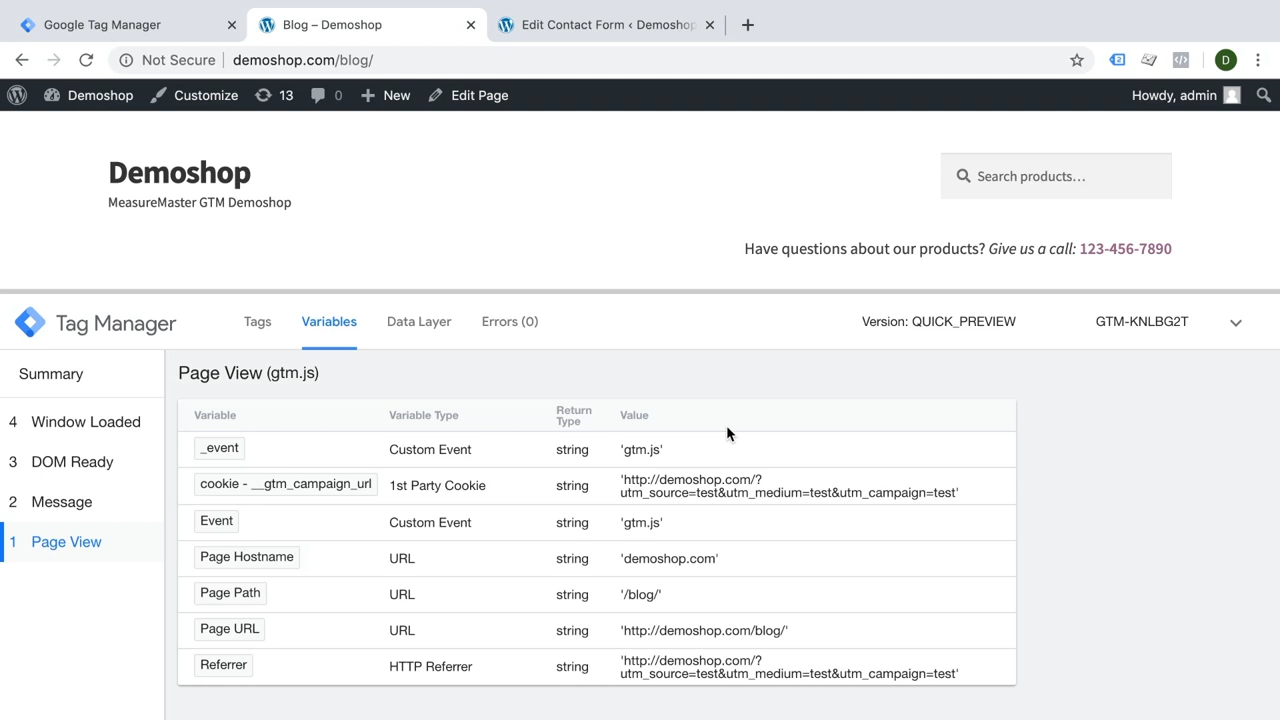 Google Tag Manager
Blog – Demoshop
Edit Contact Form ‹ Demoshop
Not Secure
demoshop.com/blog/
D
Demoshop
Customize
13
0
New
Edit Page
Howdy, admin
Demoshop
MeasureMaster GTM Demoshop
Search products…
Have questions about our products? Give us a call: 123-456-7890
Tag Manager
Tags
Variables
Data Layer
Errors (0)
Version: QUICK_PREVIEW
GTM-KNLBG2T
Summary
4 Window Loaded
3 DOM Ready
2 Message
1 Page View
Page View (gtm.js)
Variable
Variable Type
Return
Type
Value
_event
Custom Event
string
'gtm.js'
cookie - __gtm_campaign_url
1st Party Cookie
string
'http://demoshop.com/?
utm_source=test&utm_medium=test&utm_campaign=test'
Event
Custom Event
string
'gtm.js'
Page Hostname
URL
string
'demoshop.com'
Page Path
URL
string
'/blog/'
Page URL
URL
string
'http://demoshop.com/blog/'
Referrer
HTTP Referrer
string
'http://demoshop.com/?
utm_source=test&utm_medium=test&utm_campaign=test'